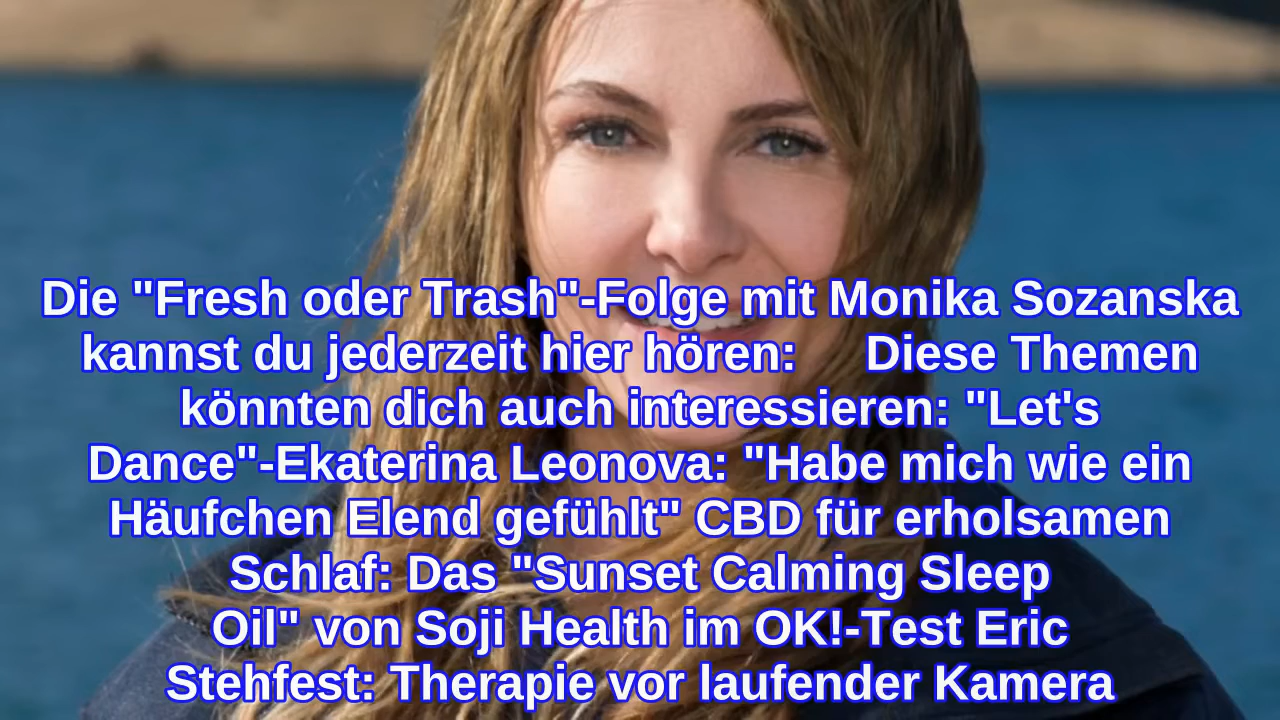 Die "Fresh oder Trash"-Folge mit Monika Sozanska
kannst du jederzeit hier hören: Diese Themen
könnten dich auch interessieren: "Let's
Dance"-Ekaterina Leonova: "Habe mich wie ein
Häufchen Elend gefühlt" CBD für erholsamen
Schlaf: Das "Sunset Calming Sleep
Oil" von Soji Health im OK!-Test Eric
Stehfest: Therapie vor laufender Kamera